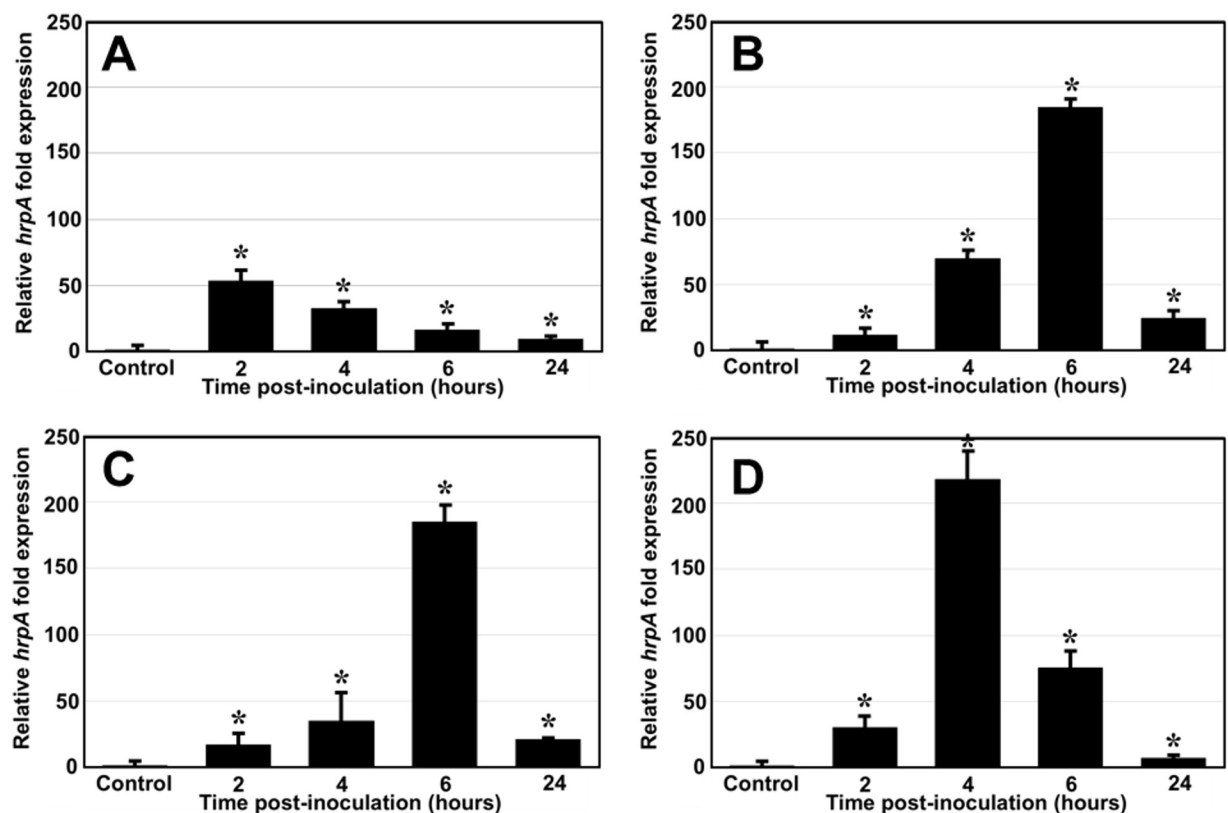 A
Relative hrpA fold expression
250
200
150
100
50
0
* * * *
Control 2 4 6 24
Time post-inoculation (hours)
B
Relative hrpA fold expression
250
200
150
100
50
0
* * * *
Control 2 4 6 24
Time post-inoculation (hours)
C
Relative hrpA fold expression
250
200
150
100
50
0
* * * *
Control 2 4 6 24
Time post-inoculation (hours)
D
Relative hrpA fold expression
250
200
150
100
50
0
* * * *
Control 2 4 6 24
Time post-inoculation (hours)